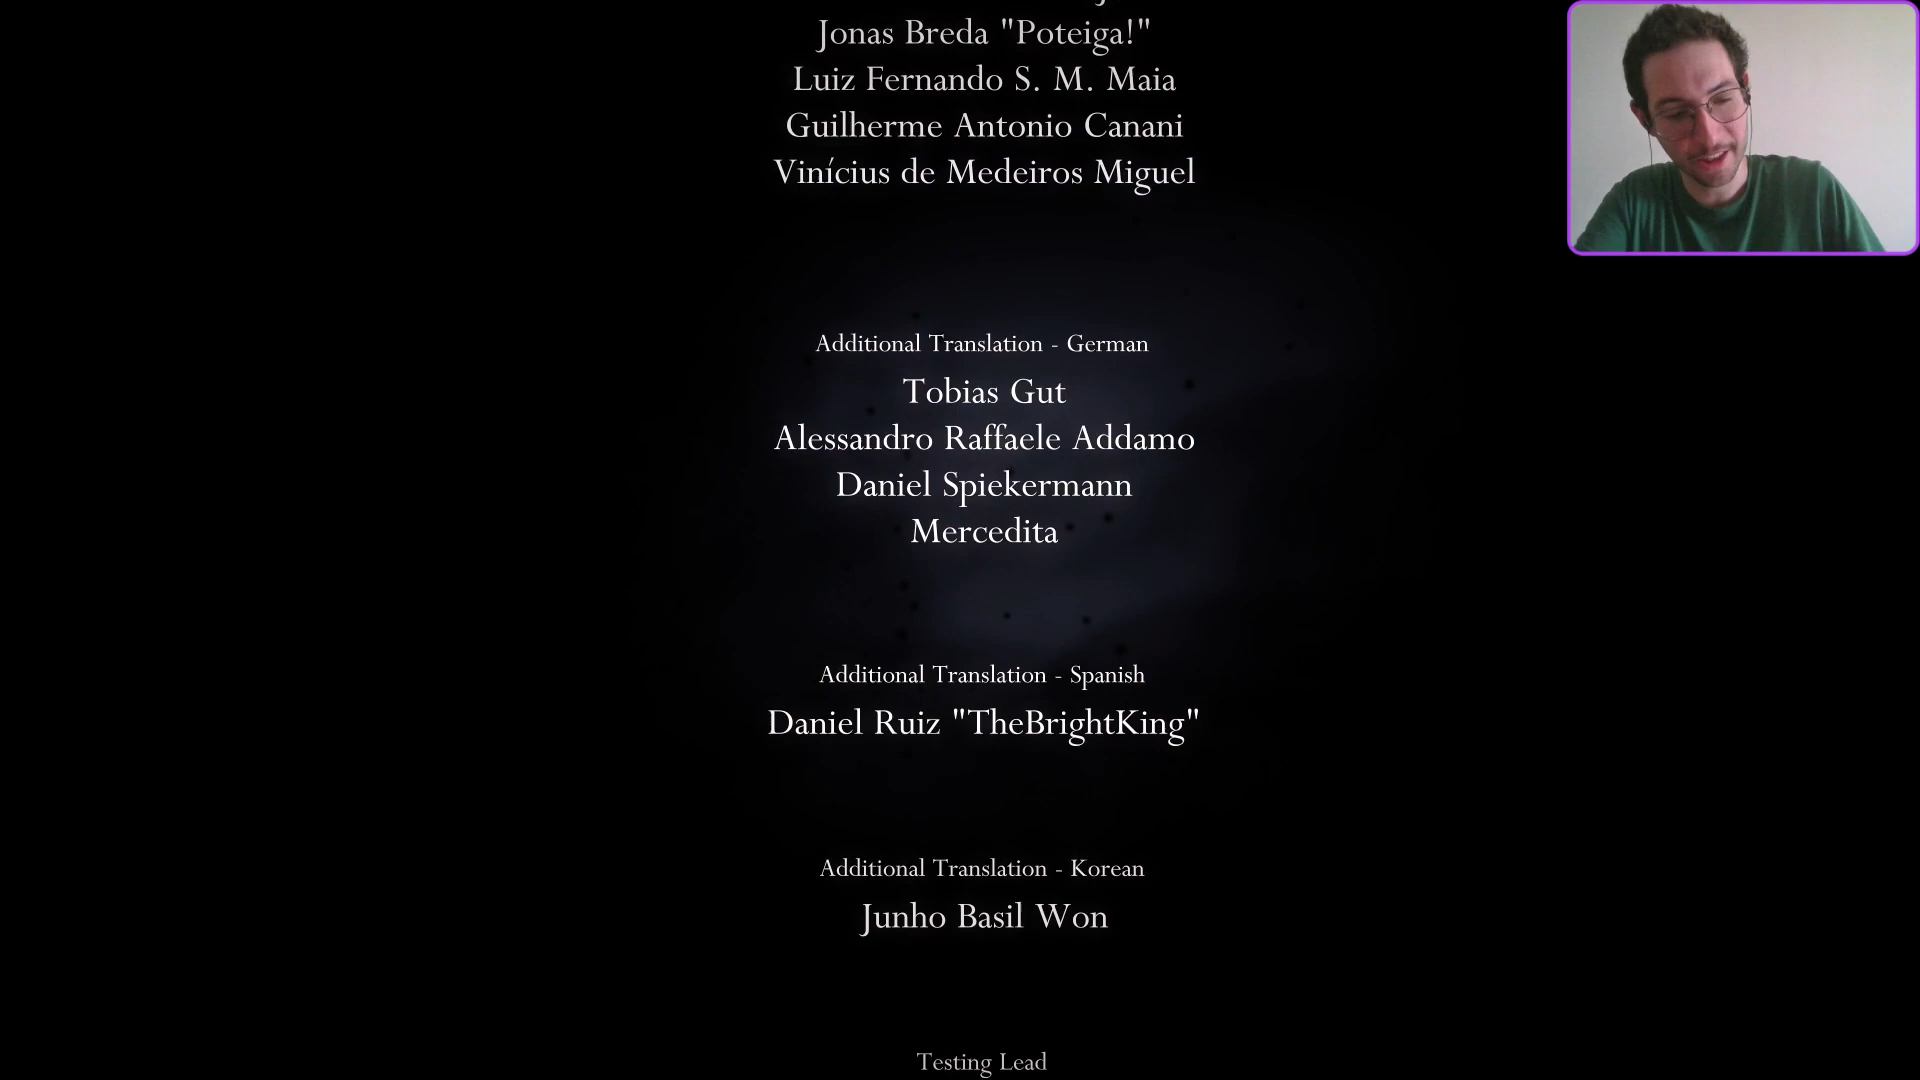 Jonas Breda "Poteiga!"
Luiz Fernando S. M. Maia
Guilherme Antonio Canani
Vinícius de Medeiros Miguel
Additional Translation - German
Tobias Gut
Alessandro Raffaele Addamo
Daniel Spiekermann
Mercedita
Additional Translation - Spanish
Daniel Ruiz "TheBrightKing"
Additional Translation - Korean
Junho Basil Won
Testing Lead